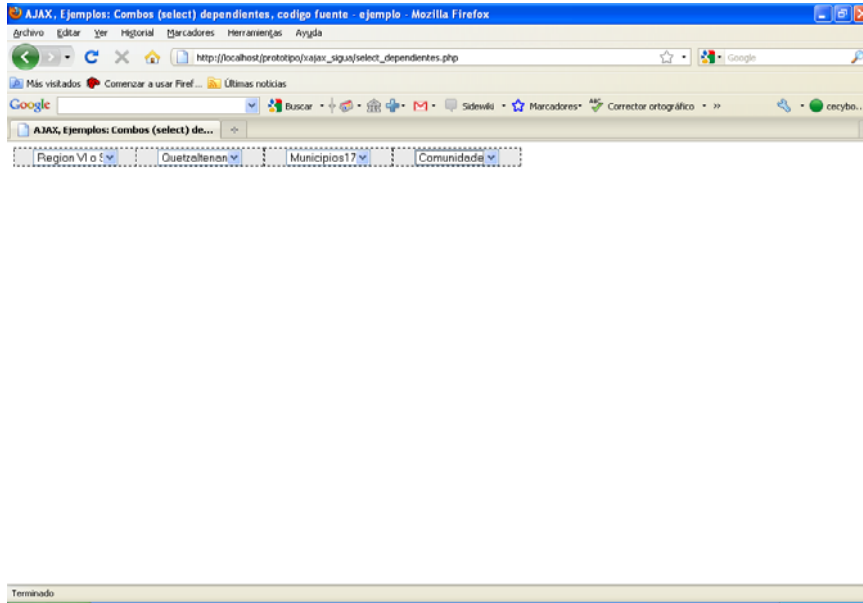 AJAX, Ejemplos: Combos (select) dependientes, codigo fuente - ejemplo - Mozilla Firefox
Archivo Editar Ver Historial Marcadores Herramientas Ayuda
http://localhost/prototipo/xajax_sigua/select_dependientes.php Google
Más visitados Comenzar a usar Firef... Últimas noticias
Google Buscar Sidewiki Marcadores ABC Corrector ortográfico » cecybo...
AJAX, Ejemplos: Combos (select) de...
Region VI o Quetzaltenan Municipios17 Comunidade
Terminado